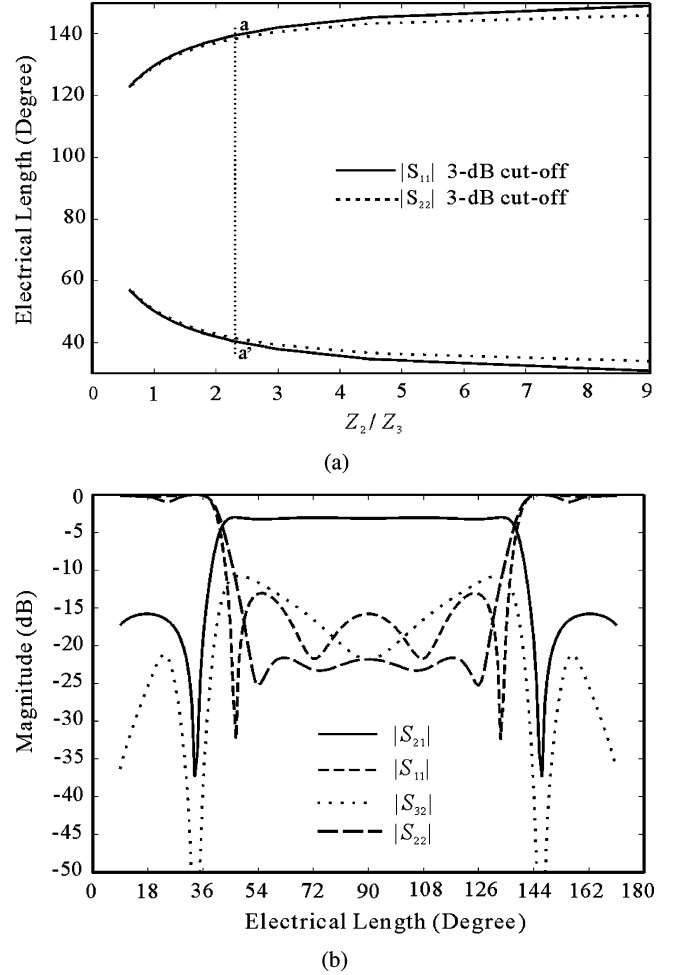 140
120
100
80
60
40
Electrical Length (Degree)
a
a'
|S₁₁| 3-dB cut-off
|S₂₂| 3-dB cut-off
0 1 2 3 4 5 6 7 8 9
Z₂ / Z₃
(a)
0
-5
-10
-15
-20
-25
-30
-35
-40
-45
-50
Magnitude (dB)
|S₂₁|
|S₁₁|
|S₃₂|
|S₂₂|
0 18 36 54 72 90 108 126 144 162 180
Electrical Length (Degree)
(b)